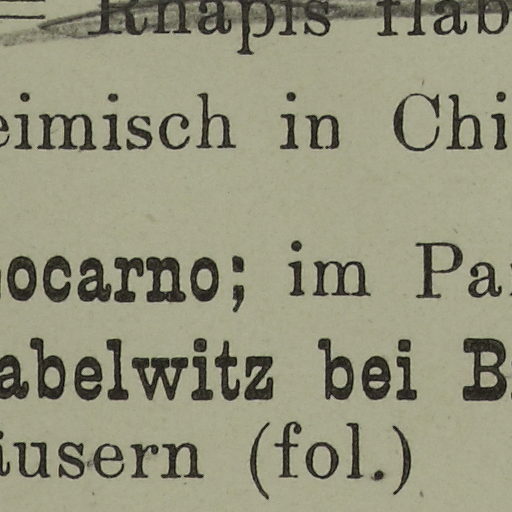 = Rhapis flab
eimisch in Chi
ocarno; im Pa
abelwitz bei B
äusern (fol.)